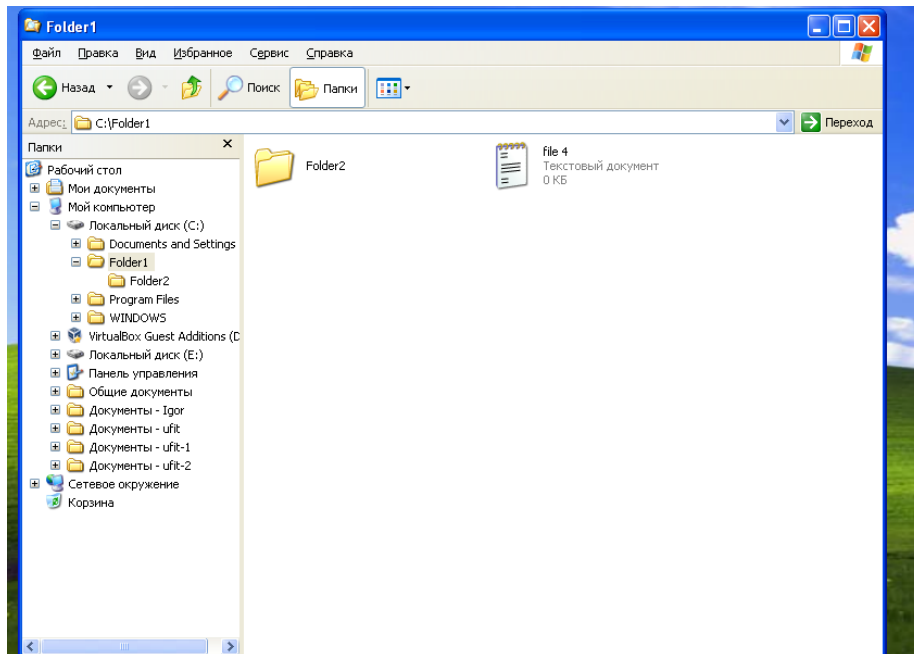 Folder1
Файл Правка Вид Избранное Сервис Справка
Назад Поиск Папки
Адрес: C:\Folder1 Переход
Папки
Рабочий стол
Мои документы
Мой компьютер
Локальный диск (C:)
Documents and Settings
Folder1
Folder2
Program Files
WINDOWS
VirtualBox Guest Additions (D
Локальный диск (E:)
Панель управления
Общие документы
Документы - Igor
Документы - ufit
Документы - ufit-1
Документы - ufit-2
Сетевое окружение
Корзина
Folder2
file 4
Текстовый документ
0 КБ